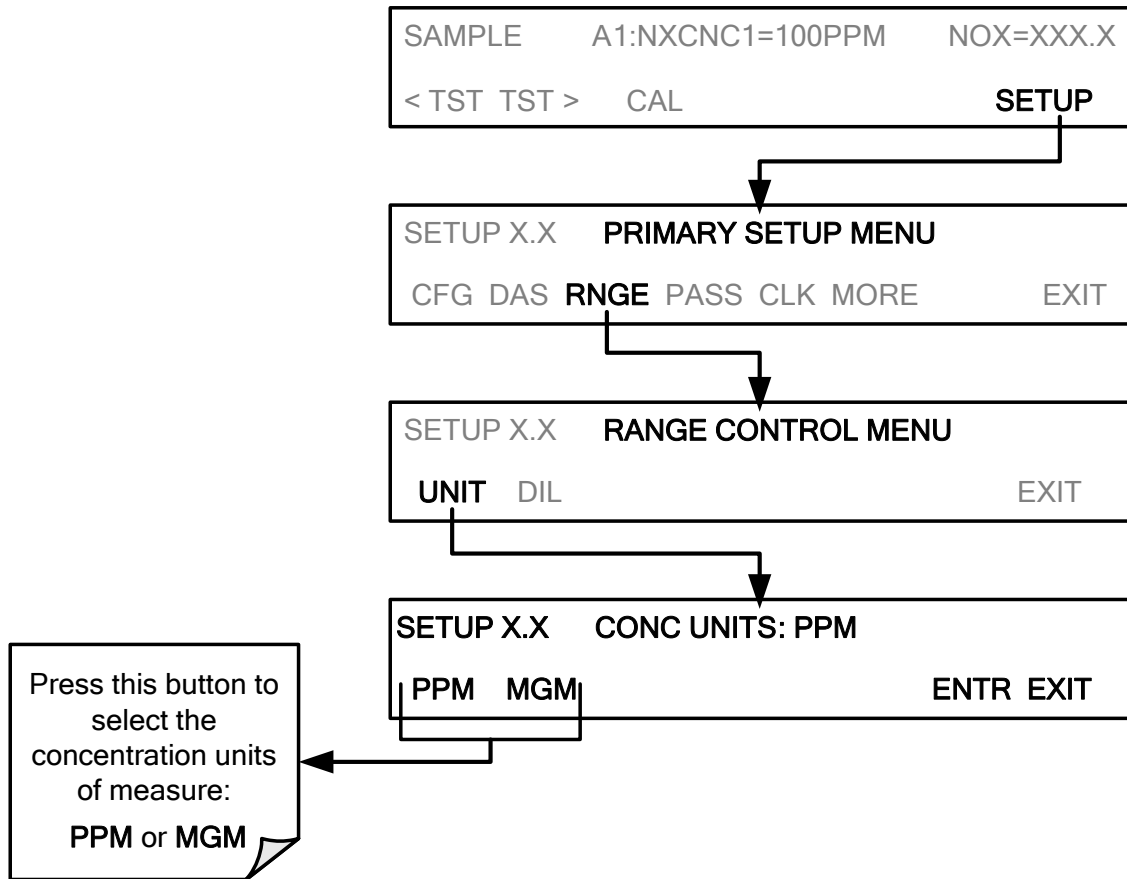 SAMPLE A1:NXCNC1=100PPM NOX=XXX.X
< TST TST > CAL SETUP
SETUP X.X PRIMARY SETUP MENU
CFG DAS RNGE PASS CLK MORE EXIT
SETUP X.X RANGE CONTROL MENU
UNIT DIL EXIT
SETUP X.X CONC UNITS: PPM
PPM MGM ENTR EXIT
Press this button to
select the
concentration units
of measure:
PPM or MGM